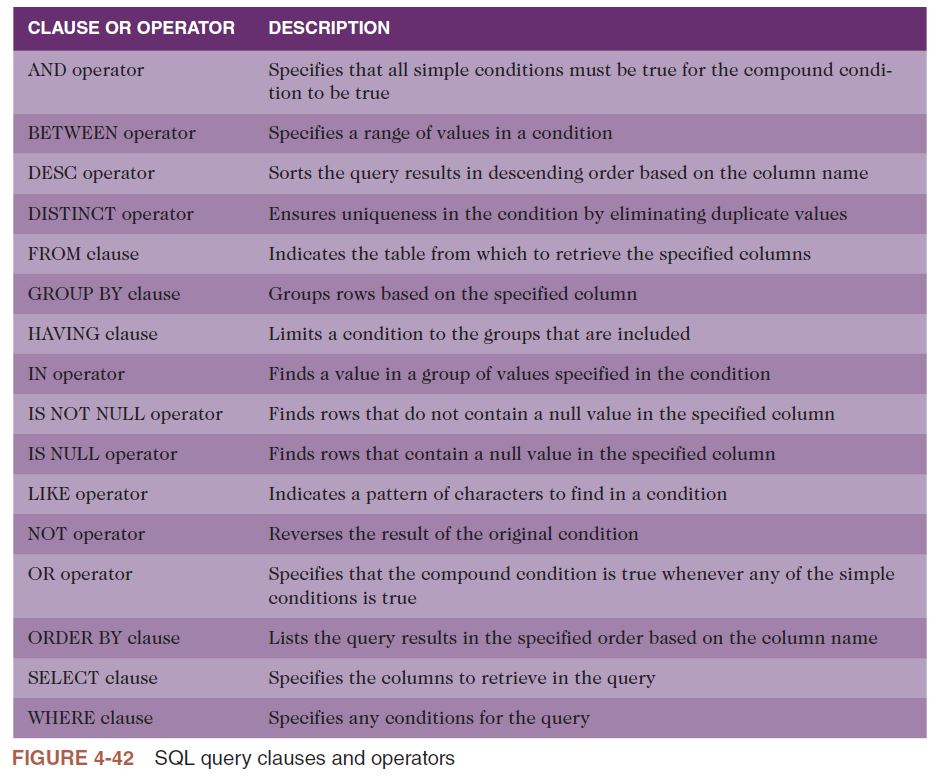 CLAUSE OR OPERATOR DESCRIPTION
AND operator Specifies that all simple conditions must be true for the compound condi-
tion to be true
BETWEEN operator Specifies a range of values in a condition
DESC operator Sorts the query results in descending order based on the column name
DISTINCT operator Ensures uniqueness in the condition by eliminating duplicate values
FROM clause Indicates the table from which to retrieve the specified columns
GROUP BY clause Groups rows based on the specified column
HAVING clause Limits a condition to the groups that are included
IN operator Finds a value in a group of values specified in the condition
IS NOT NULL operator Finds rows that do not contain a null value in the specified column
IS NULL operator Finds rows that contain a null value in the specified column
LIKE operator Indicates a pattern of characters to find in a condition
NOT operator Reverses the result of the original condition
OR operator Specifies that the compound condition is true whenever any of the simple
conditions is true
ORDER BY clause Lists the query results in the specified order based on the column name
SELECT clause Specifies the columns to retrieve in the query
WHERE clause Specifies any conditions for the query
FIGURE 4-42 SQL query clauses and operators